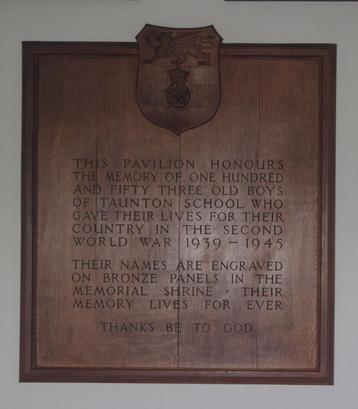 THIS PAVILION HONOURS
THE MEMORY OF ONE HUNDRED
AND FIFTY THREE OLD BOYS
OF TAUNTON SCHOOL WHO
GAVE THEIR LIVES FOR THEIR
COUNTRY IN THE SECOND
WORLD WAR 1939 - 1945
THEIR NAMES ARE ENGRAVED
ON BRONZE PANELS IN THE
MEMORIAL SHRINE · THEIR
MEMORY LIVES FOR EVER
THANKS BE TO GOD